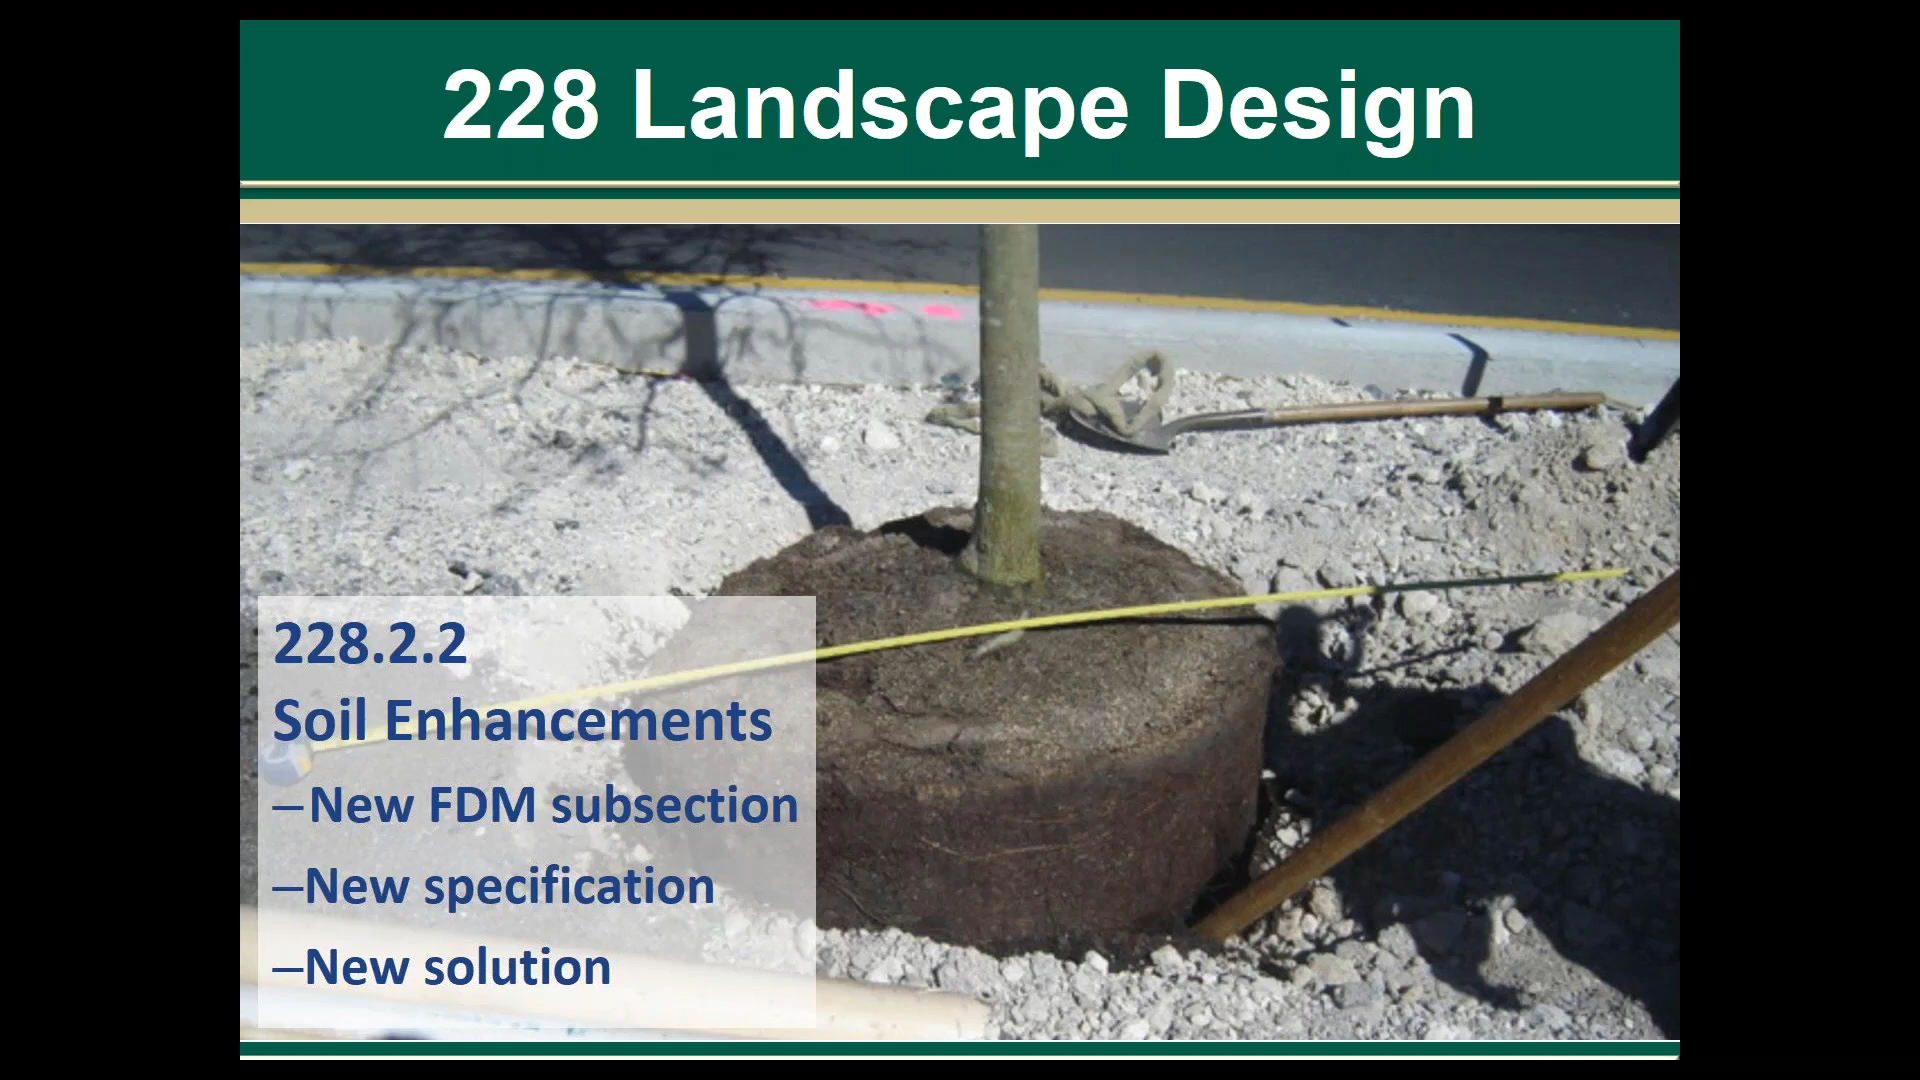 228 Landscape Design
228.2.2
Soil Enhancements
–New FDM subsection
–New specification
–New solution